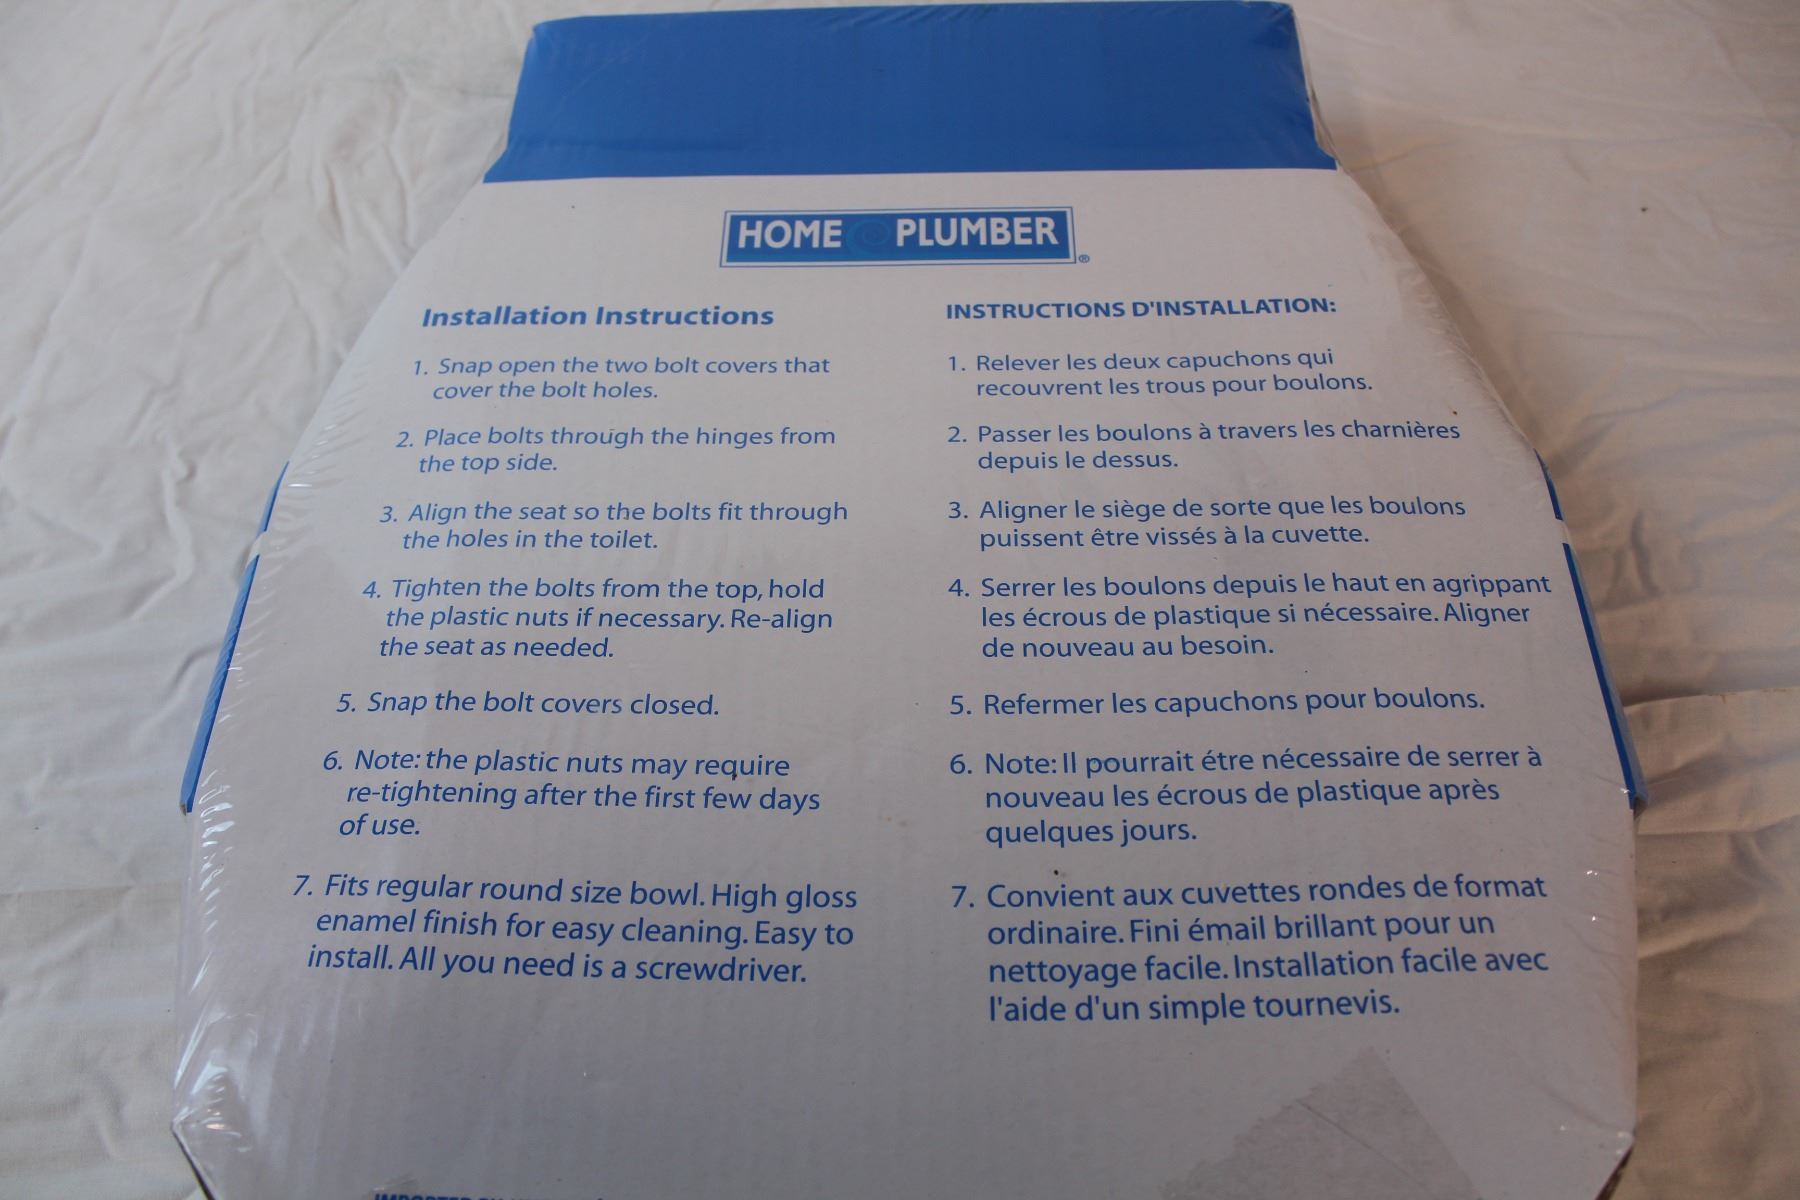 HOME PLUMBER
®
Installation Instructions
1. Snap open the two bolt covers that
cover the bolt holes.
2. Place bolts through the hinges from
the top side.
3. Align the seat so the bolts fit through
the holes in the toilet.
4. Tighten the bolts from the top, hold
the plastic nuts if necessary. Re-align
the seat as needed.
5. Snap the bolt covers closed.
6. Note: the plastic nuts may require
re-tightening after the first few days
of use.
7. Fits regular round size bowl. High gloss
enamel finish for easy cleaning. Easy to
install. All you need is a screwdriver.
INSTRUCTIONS D'INSTALLATION:
1. Relever les deux capuchons qui
recouvrent les trous pour boulons.
2. Passer les boulons à travers les charnières
depuis le dessus.
3. Aligner le siège de sorte que les boulons
puissent être vissés à la cuvette.
4. Serrer les boulons depuis le haut en agrippant
les écrous de plastique si nécessaire. Aligner
de nouveau au besoin.
5. Refermer les capuchons pour boulons.
6. Note: Il pourrait étre nécessaire de serrer à
nouveau les écrous de plastique après
quelques jours.
7. Convient aux cuvettes rondes de format
ordinaire. Fini émail brillant pour un
nettoyage facile. Installation facile avec
l'aide d'un simple tournevis.